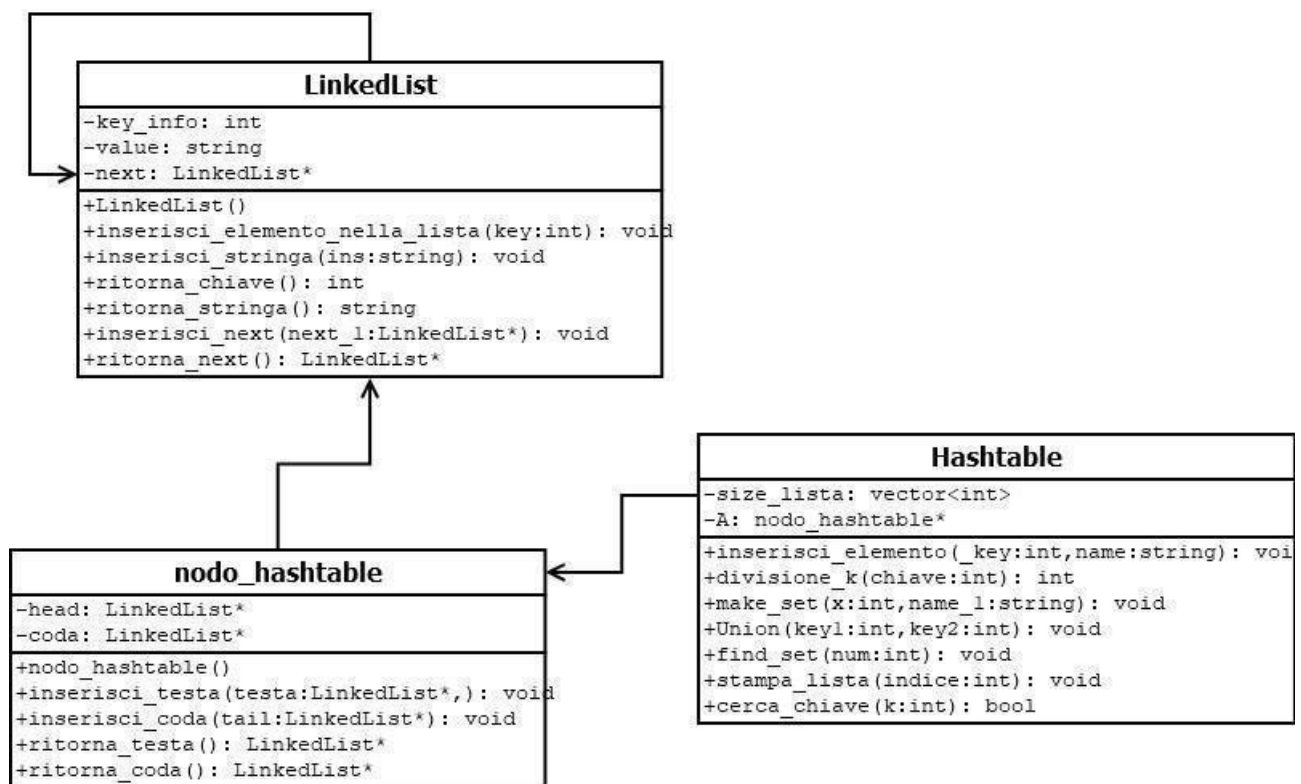 LinkedList
-key_info: int
-value: string
-next: LinkedList*
+LinkedList()
+inserisci_elemento_nella_lista(key:int): void
+inserisci_stringa(ins:string): void
+ritorna_chiave(): int
+ritorna_stringa(): string
+inserisci_next(next_l:LinkedList*): void
+ritorna_next(): LinkedList*
nodo_hashtable
-head: LinkedList*
-coda: LinkedList*
+nodo_hashtable()
+inserisci_testa(testa:LinkedList*,): void
+inserisci_coda(tail:LinkedList*): void
+ritorna_testa(): LinkedList*
+ritorna_coda(): LinkedList*
Hashtable
-size_lista: vector<int>
-A: nodo_hashtable*
+inserisci_elemento(_key:int,name:string): voi
+divisione_k(chiave:int): int
+make_set(x:int,name_l:string): void
+Union(key1:int,key2:int): void
+find_set(num:int): void
+stampa_lista(indice:int): void
+cerca_chiave(k:int): bool